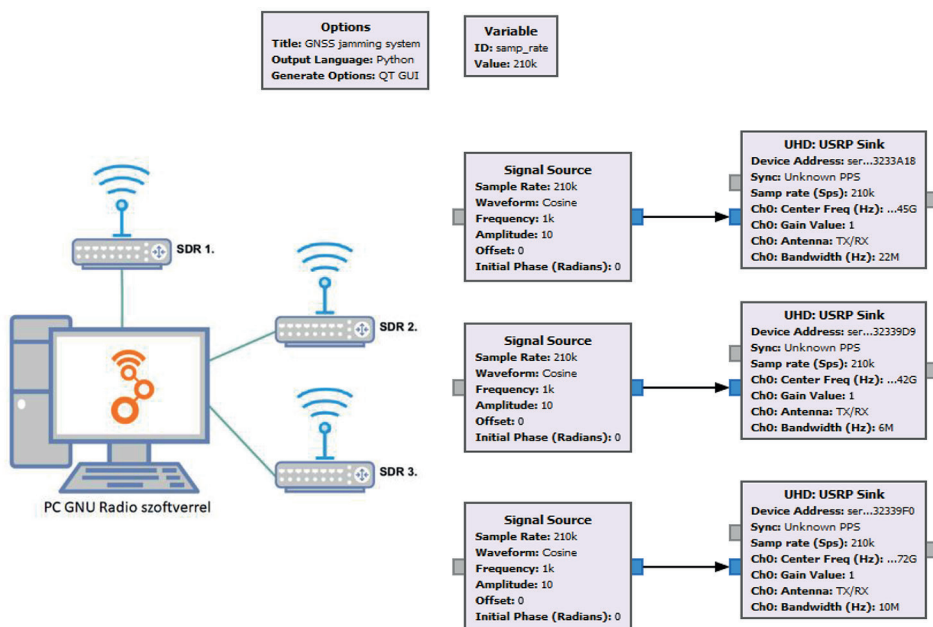 Options
Title: GNSS jamming system
Output Language: Python
Generate Options: QT GUI
Variable
ID: samp_rate
Value: 210k
SDR 1.
SDR 2.
SDR 3.
PC GNU Radio szoftverrel
Signal Source
Sample Rate: 210k
Waveform: Cosine
Frequency: 1k
Amplitude: 10
Offset: 0
Initial Phase (Radians): 0
UHD: USRP Sink
Device Address: ser...3233A18
Sync: Unknown PPS
Samp rate (Sps): 210k
Ch0: Center Freq (Hz): ...45G
Ch0: Gain Value: 1
Ch0: Antenna: TX/RX
Ch0: Bandwidth (Hz): 22M
Signal Source
Sample Rate: 210k
Waveform: Cosine
Frequency: 1k
Amplitude: 10
Offset: 0
Initial Phase (Radians): 0
UHD: USRP Sink
Device Address: ser...32339D9
Sync: Unknown PPS
Samp rate (Sps): 210k
Ch0: Center Freq (Hz): ...42G
Ch0: Gain Value: 1
Ch0: Antenna: TX/RX
Ch0: Bandwidth (Hz): 6M
Signal Source
Sample Rate: 210k
Waveform: Cosine
Frequency: 1k
Amplitude: 10
Offset: 0
Initial Phase (Radians): 0
UHD: USRP Sink
Device Address: ser...32339F0
Sync: Unknown PPS
Samp rate (Sps): 210k
Ch0: Center Freq (Hz): ...72G
Ch0: Gain Value: 1
Ch0: Antenna: TX/RX
Ch0: Bandwidth (Hz): 10M